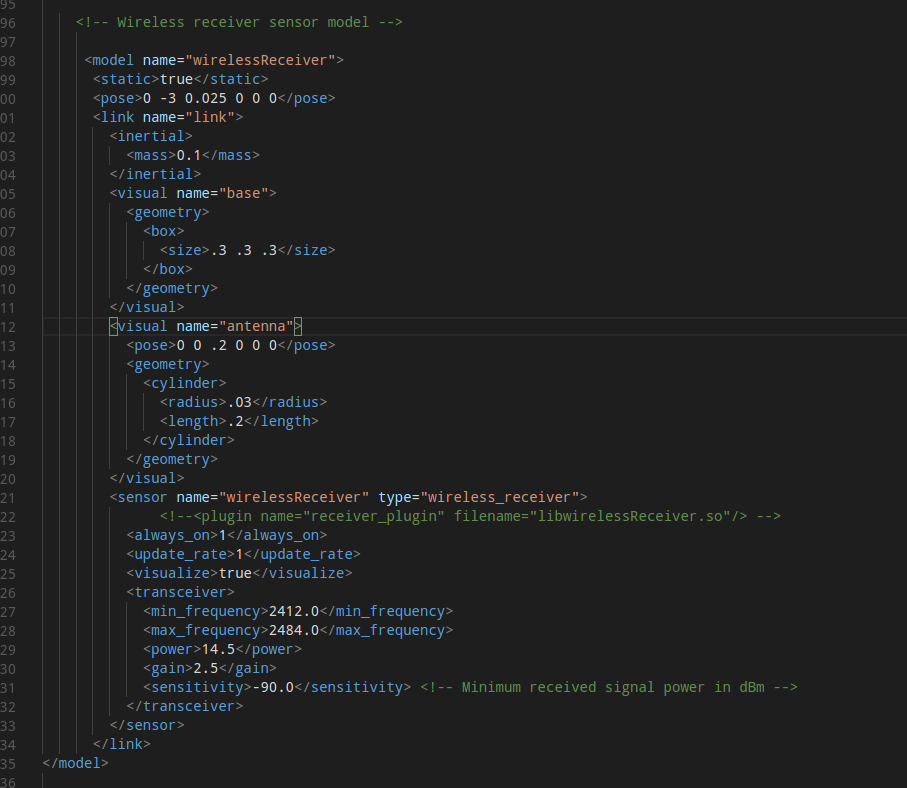 95
96 <!-- Wireless receiver sensor model -->
97
98 <model name="wirelessReceiver">
99 <static>true</static>
00 <pose>0 -3 0.025 0 0 0</pose>
01 <link name="link">
02 <inertial>
03 <mass>0.1</mass>
04 </inertial>
05 <visual name="base">
06 <geometry>
07 <box>
08 <size>.3 .3 .3</size>
09 </box>
10 </geometry>
11 </visual>
12 <visual name="antenna">
13 <pose>0 0 .2 0 0 0</pose>
14 <geometry>
15 <cylinder>
16 <radius>.03</radius>
17 <length>.2</length>
18 </cylinder>
19 </geometry>
20 </visual>
21 <sensor name="wirelessReceiver" type="wireless_receiver">
22 <!--<plugin name="receiver_plugin" filename="libwirelessReceiver.so"/> -->
23 <always_on>1</always_on>
24 <update_rate>1</update_rate>
25 <visualize>true</visualize>
26 <transceiver>
27 <min_frequency>2412.0</min_frequency>
28 <max_frequency>2484.0</max_frequency>
29 <power>14.5</power>
30 <gain>2.5</gain>
31 <sensitivity>-90.0</sensitivity> <!-- Minimum received signal power in dBm -->
32 </transceiver>
33 </sensor>
34 </link>
35 </model>
36